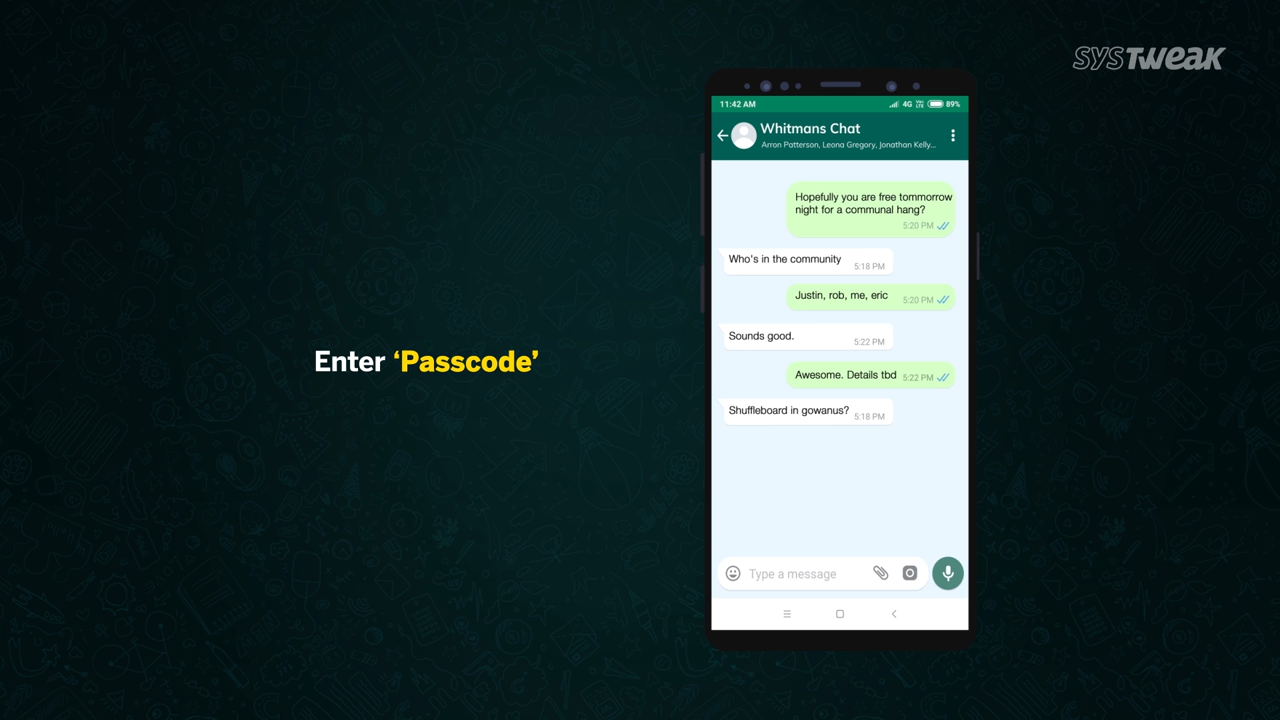 SYSTWEAK
Enter ‘Passcode’
11:42 AM
4G VoLTE 89%
Whitmans Chat
Arron Patterson, Leona Gregory, Jonathan Kelly...
Hopefully you are free tommorrow
night for a communal hang?
5:20 PM
Who's in the community
5:18 PM
Justin, rob, me, eric
5:20 PM
Sounds good.
5:22 PM
Awesome. Details tbd
5:22 PM
Shuffleboard in gowanus?
5:18 PM
Type a message